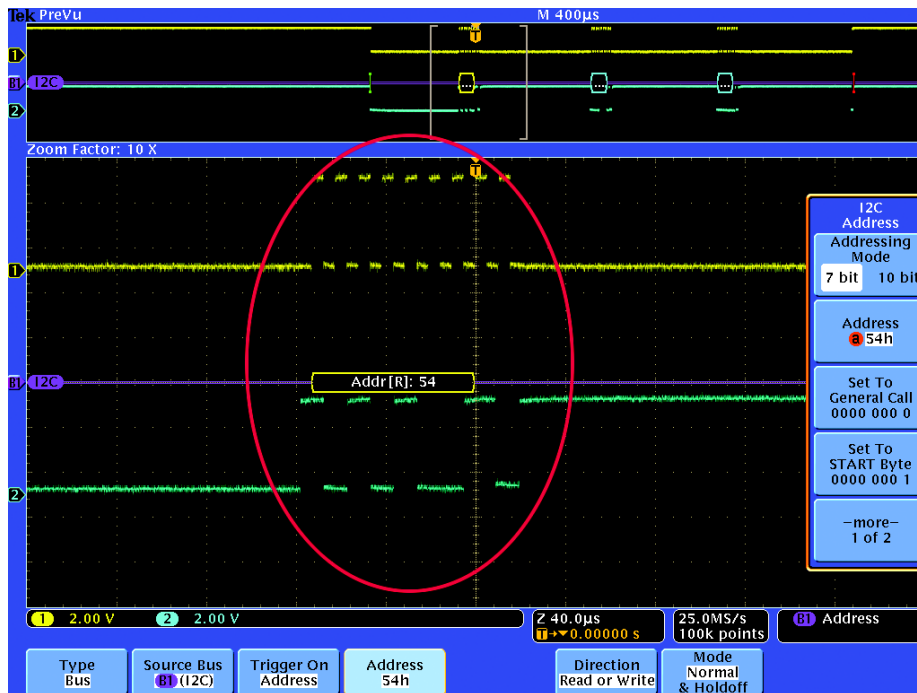 Tek PreVu M 400µs
T
1
B1 I2C
2
Zoom Factor: 10 X
T
1
B1 I2C Addr[R]: 54
2
I2C
Address
Addressing
Mode
7 bit 10 bit
Address
a 54h
Set To
General Call
0000 000 0
Set To
START Byte
0000 000 1
-more-
1 of 2
1 2.00 V 2 2.00 V
Z 40.0µs
T→▼0.00000 s
25.0MS/s
100k points
B1 Address
Type
Bus
Source Bus
B1 (I2C)
Trigger On
Address
Address
54h
Direction
Read or Write
Mode
Normal
& Holdoff